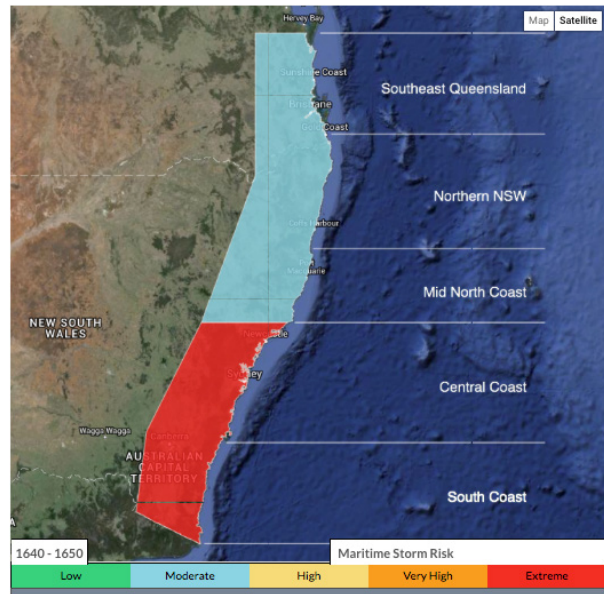 Hervey Bay
Map Satellite
Sunshine Coast
Southeast Queensland
Brisbane
Gold Coast
Northern NSW
Coffs Harbour
Port
Macquarie
Mid North Coast
NEW SOUTH
WALES
Newcastle
Sydney
Central Coast
Wagga Wagga
Canberra
AUSTRALIAN
CAPITAL
TERRITORY
South Coast
A
1640 - 1650 Maritime Storm Risk
Low Moderate High Very High Extreme